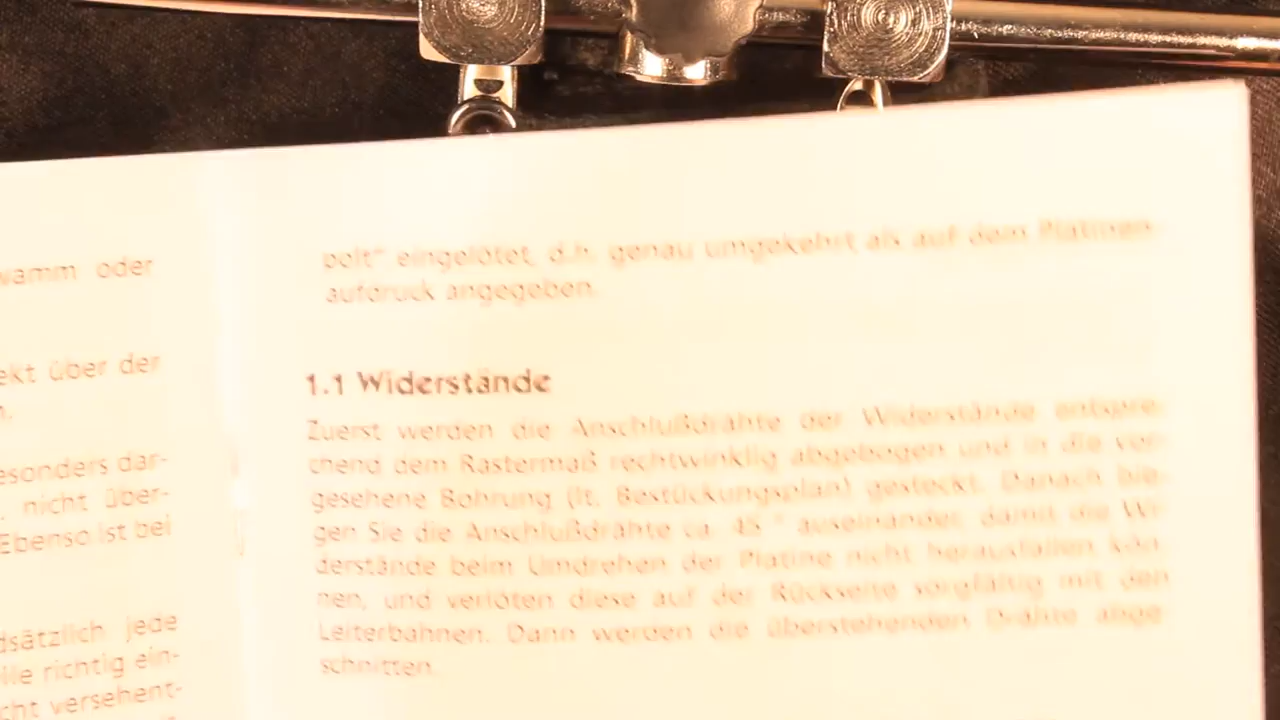 wamm oder
ekt über der
n.
esonders dar-
. nicht über-
Ebenso ist bei
dsätzlich jede
lle richtig ein-
cht versehent-
polt" eingelötet, d.h. genau umgekehrt als auf dem Platinen-
aufdruck angegeben.
1.1 Widerstände
Zuerst werden die Anschlußdrähte der Widerstände entspre-
chend dem Rastermaß rechtwinklig abgebogen und in die vor-
gesehene Bohrung (lt. Bestückungsplan) gesteckt. Danach bie-
gen Sie die Anschlußdrähte ca. 45 ° auseinander, damit die Wi-
derstände beim Umdrehen der Platine nicht herausfallen kön-
nen, und verlöten diese auf der Rückseite sorgfältig mit den
Leiterbahnen. Dann werden die überstehenden Drähte abge-
schnitten.